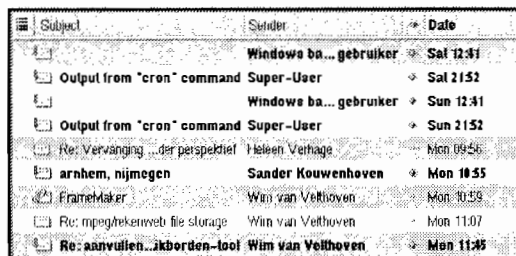 Subject Sender Date
Windows ba... gebruiker Sat 12:41
Output from "cron" command Super-User Sat 21:52
Windows ba... gebruiker Sun 12:41
Output from "cron" command Super-User Sun 21:52
Re: Vervanging ...der perspektief Heleen Verhage Mon 09:56
arnhem, nijmegen Sander Kouwenhoven Mon 10:55
FrameMaker Wim van Velthoven Mon 10:59
Re: mpeg/rekenweb file storage Wim van Velthoven Mon 11:07
Re: aanvullen...ikborden-tool Wim van Velthoven Mon 11:45